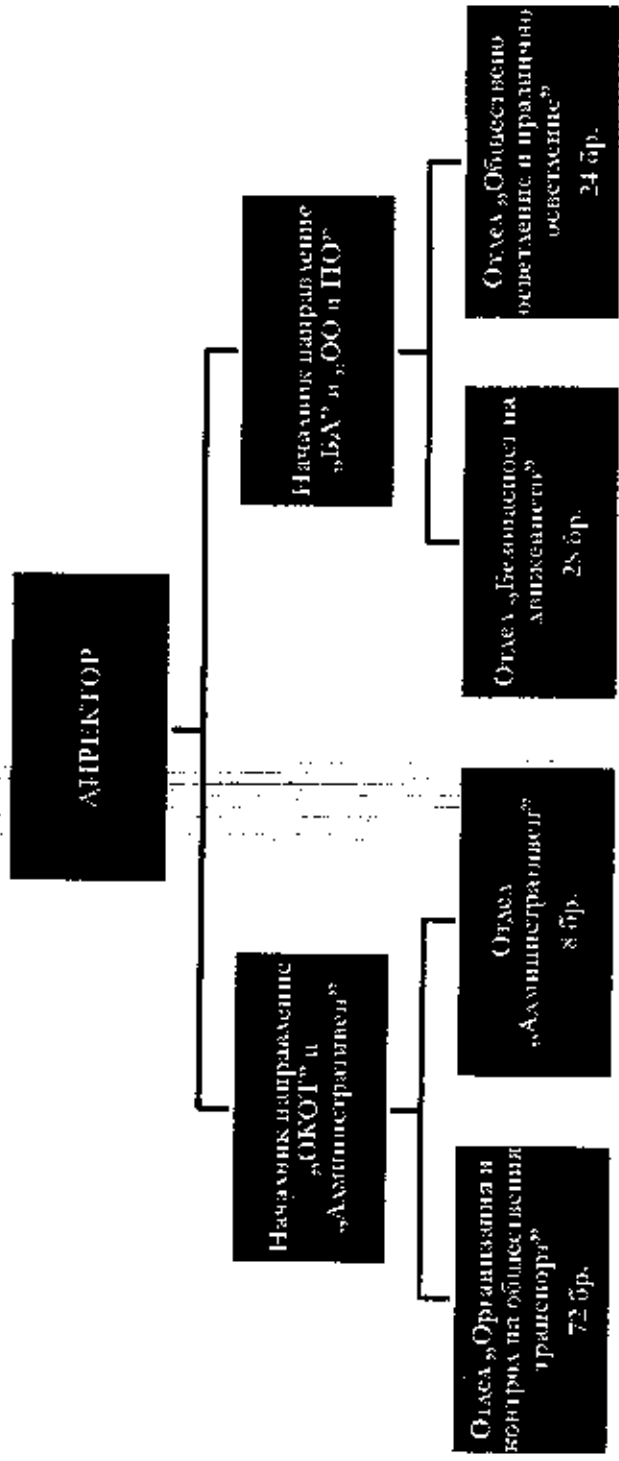 ДИРЕКТОР
Началник направление
„ОКОТ” и
„Административен”
Началник направление
„БД” и „ОО и ПО”
Отдел „Организация и
контрол на обществения
транспорт”
72 бр.
Отдел
„Административен”
8 бр.
Отдел „Безопасност на
движението”
28 бр.
Отдел „Обществено
осветление и празнично
осветление”
24 бр.